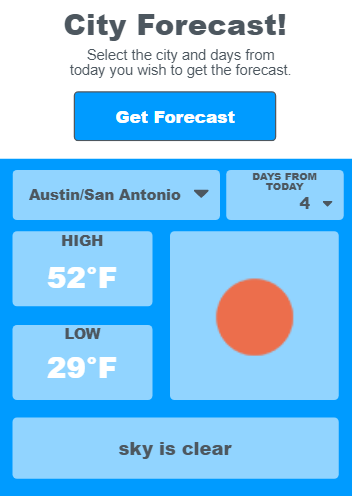 City Forecast!
Select the city and days from
today you wish to get the forecast.
Get Forecast
Austin/San Antonio
DAYS FROM
TODAY
4
HIGH
52°F
LOW
29°F
sky is clear